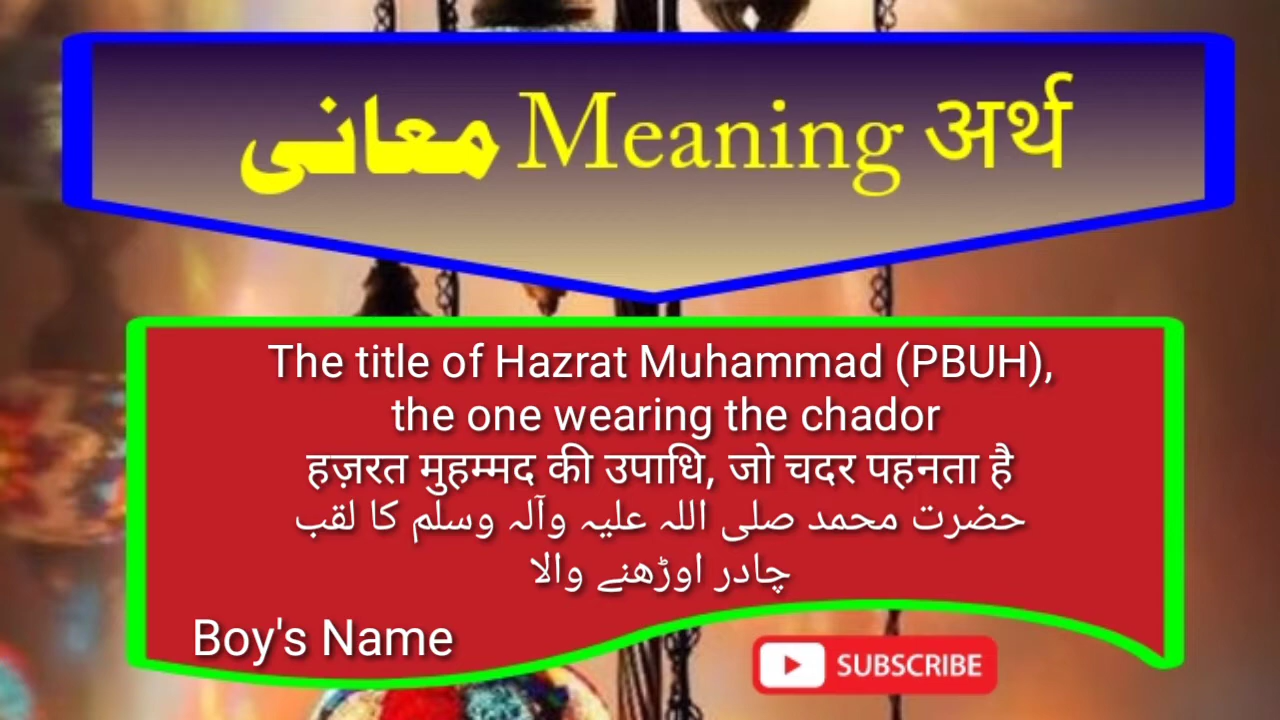 معانی Meaning अर्थ
The title of Hazrat Muhammad (PBUH),
the one wearing the chador
हज़रत मुहम्मद की उपाधि, जो चदर पहनता है
حضرت محمد صلی اللہ علیہ وآلہ وسلم کا لقب
چادر اوڑھنے والا
Boy's Name
SUBSCRIBE